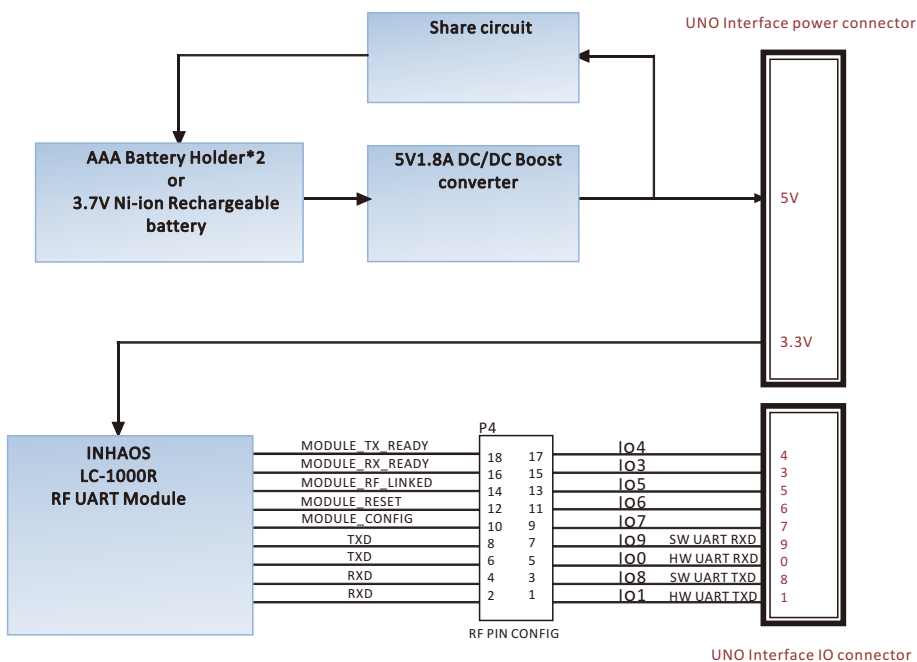 UNO Interface power connector
Share circuit
AAA Battery Holder*2
or
3.7V Ni-ion Rechargeable
battery
5V1.8A DC/DC Boost
converter
5V
3.3V
INHAOS
LC-1000R
RF UART Module
P4
MODULE_TX_READY 18 17 Io4 4
MODULE_RX_READY 16 15 Io3 3
MODULE_RF_LINKED 14 13 Io5 5
MODULE_RESET 12 11 Io6 6
MODULE_CONFIG 10 9 Io7 7
TXD 8 7 Io9 SW UART RXD 9
TXD 6 5 Io0 HW UART RXD 0
RXD 4 3 Io8 SW UART TXD 8
RXD 2 1 Io1 HW UART TXD 1
RF PIN CONFIG
UNO Interface IO connector